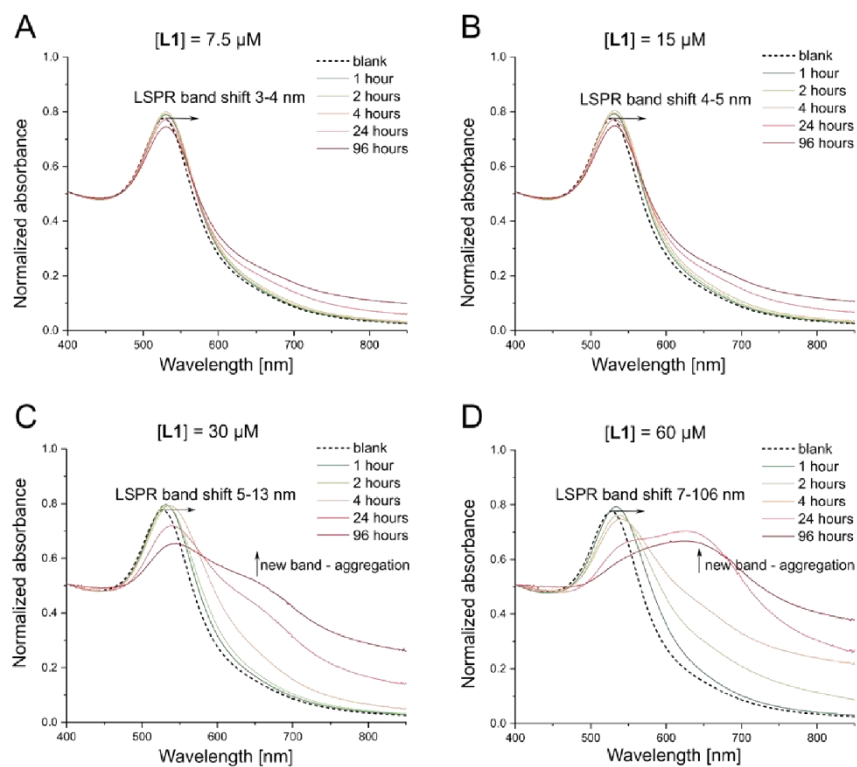 A
[L1] = 7.5 µM
blank
1 hour
2 hours
4 hours
24 hours
96 hours
LSPR band shift 3-4 nm
Normalized absorbance
1.0
0.8
0.6
0.4
0.2
0.0
400 500 600 700 800
Wavelength [nm]
B
[L1] = 15 µM
blank
1 hour
2 hours
4 hours
24 hours
96 hours
LSPR band shift 4-5 nm
Normalized absorbance
1.0
0.8
0.6
0.4
0.2
0.0
400 500 600 700 800
Wavelength [nm]
C
[L1] = 30 µM
blank
1 hour
2 hours
4 hours
24 hours
96 hours
LSPR band shift 5-13 nm
new band - aggregation
Normalized absorbance
1.0
0.8
0.6
0.4
0.2
0.0
400 500 600 700 800
Wavelength [nm]
D
[L1] = 60 µM
blank
1 hour
2 hours
4 hours
24 hours
96 hours
LSPR band shift 7-106 nm
new band - aggregation
Normalized absorbance
1.0
0.8
0.6
0.4
0.2
0.0
400 500 600 700 800
Wavelength [nm]